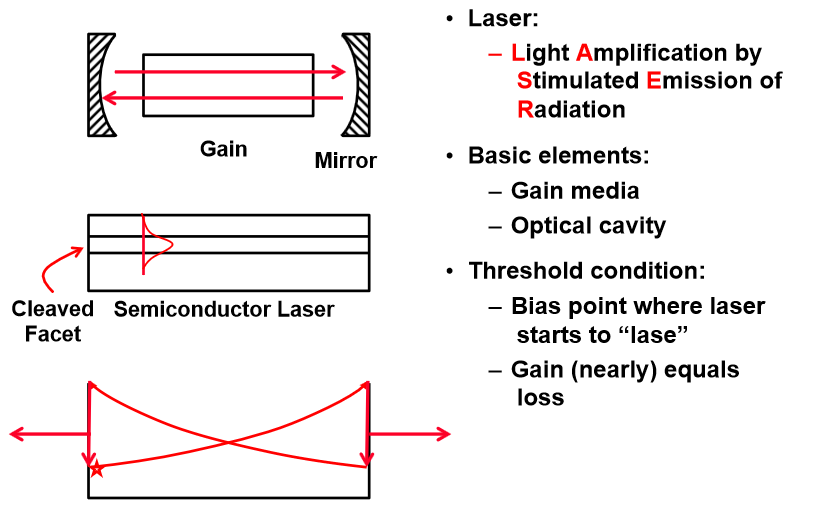 Gain
Mirror
Cleaved
Facet
Semiconductor Laser
• Laser:
– Light Amplification by
Stimulated Emission of
Radiation
• Basic elements:
– Gain media
– Optical cavity
• Threshold condition:
– Bias point where laser
starts to “lase”
– Gain (nearly) equals
loss